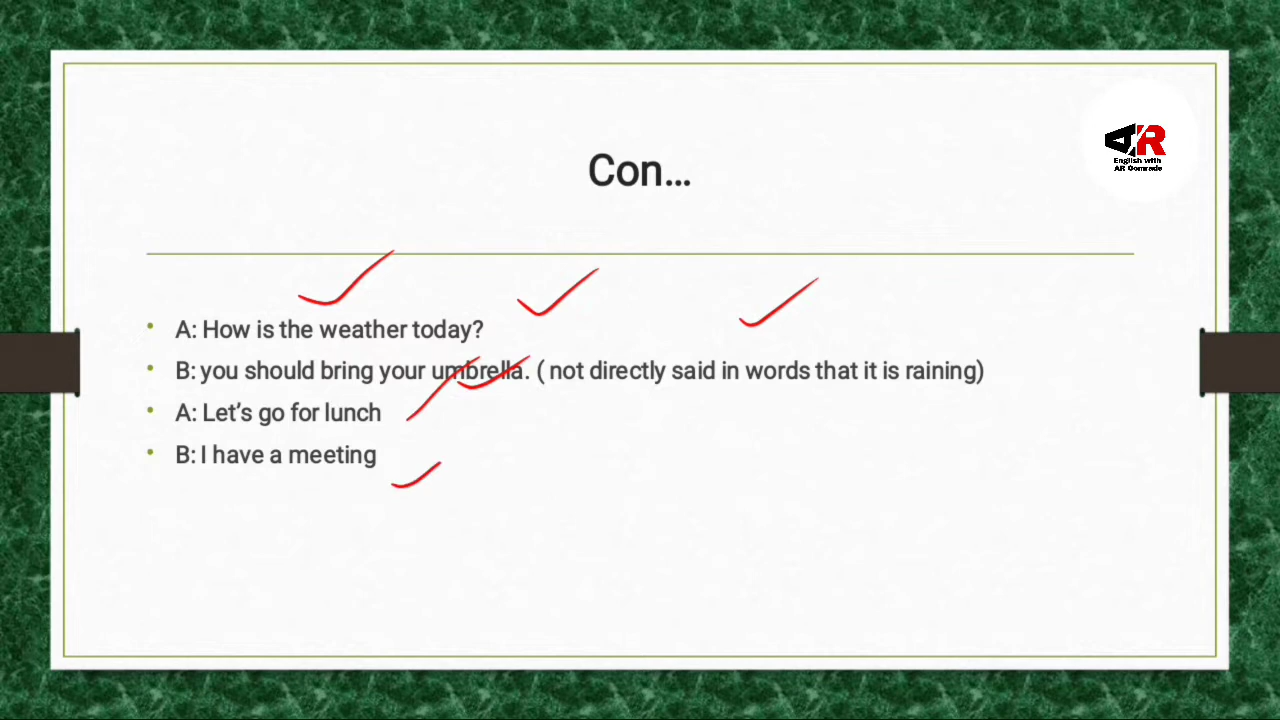 AR
English with
AR Comrade
Con...
A: How is the weather today?
B: you should bring your umbrella. ( not directly said in words that it is raining)
A: Let's go for lunch
B: I have a meeting